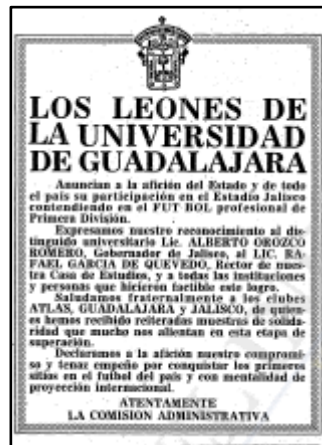 LOS LEONES DE
LA UNIVERSIDAD
DE GUADALAJARA
Anuncian a la afición del Estado y de todo
el país su participación en el Estadio Jalisco
contendiendo en el FUT BOL profesional de
Primera División.
Expresamos nuestro reconocimiento al dis-
tinguido universitario Lic. ALBERTO OROZCO
ROMERO, Gobernador de Jalisco, al LIC. RA-
FAEL GARCIA DE QUEVEDO, Rector de nues-
tra Casa de Estudios, y a todas las instituciones
y personas que hicieron factible este logro.
Saludamos fraternalmente a los clubes
ATLAS, GUADALAJARA y JALISCO, de quien-
es hemos recibido reiteradas muestras de solida-
ridad que mucho nos alientan en esta etapa de
superación.
Declaramos a la afición nuestro compromi-
so y tenaz empeño por conquistar los primeros
sitios en el futbol del país y con mentalidad de
proyección internacional.
ATENTAMENTE
LA COMISION ADMINISTRATIVA